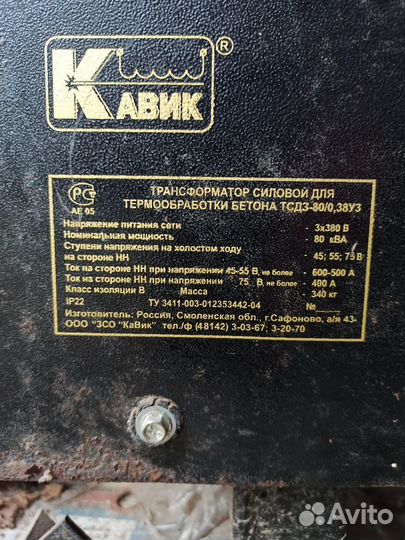 КАВИК ®
РС
АЕ 05
ТРАНСФОРМАТОР СИЛОВОЙ ДЛЯ
ТЕРМООБРАБОТКИ БЕТОНА ТСДЗ-80/0,38У3
Напряжение питания сети 3х380 В
Номинальная мощность 80 кВА
Ступени напряжения на холостом ходу
на стороне НН - 45; 55; 75 В
Ток на стороне НН при напряжении 45-55 В, не более - 600-500 А
Ток на стороне НН при напряжении 75 В, не более - 400 А
Класс изоляции В Масса 340 кг
IP22 ТУ 3411-003-012353442-04 №
Изготовитель: Россия, Смоленская обл., г.Сафоново, а/я 43-
ООО "ЗСО "КаВик" тел./ф (48142) 3-03-67; 3-20-70
Avito